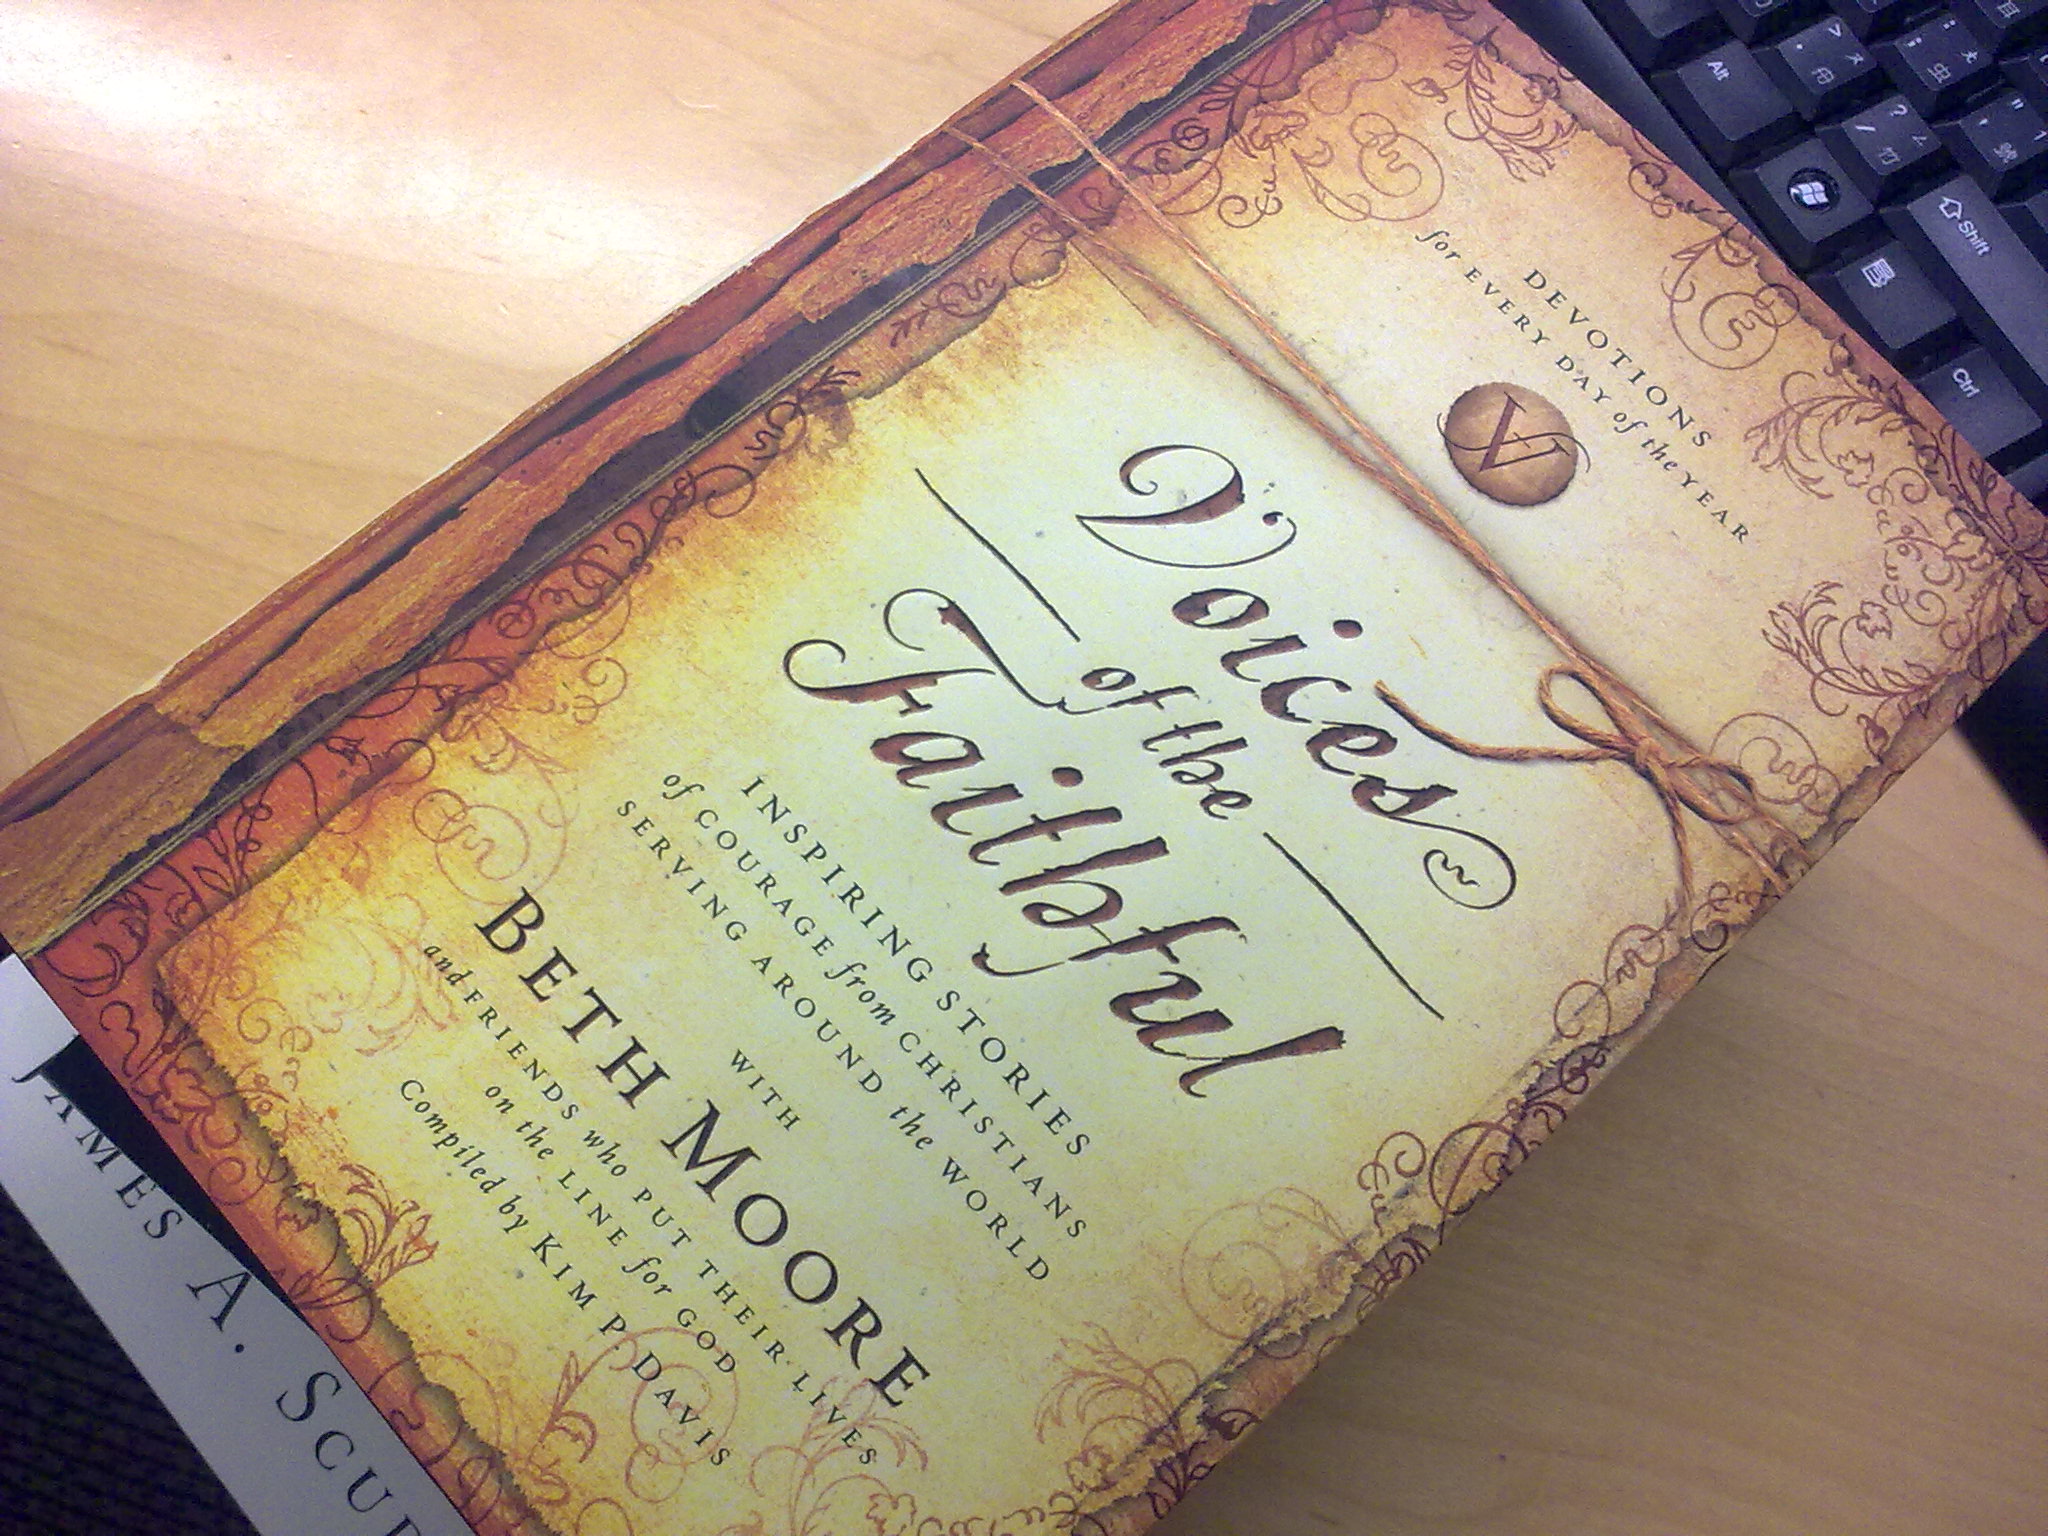 DEVOTIONS
for EVERY DAY of the YEAR
V
Voices
of the
Faithful
INSPIRING STORIES
of COURAGE from CHRISTIANS
SERVING AROUND the WORLD
WITH
BETH MOORE
and FRIENDS who PUT THEIR LIVES
on the LINE for GOD
Compiled by KIM P. DAVIS
JAMES A.
Alt
Shift
Ctrl